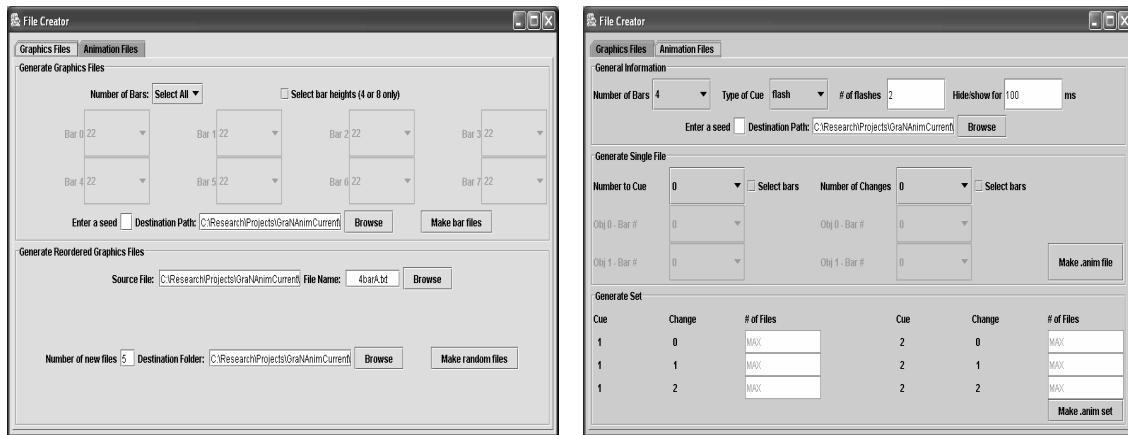 File Creator
Graphics Files Animation Files
Generate Graphics Files
Number of Bars: Select All Select bar heights (4 or 8 only)
Bar 0 22 Bar 1 22 Bar 2 22 Bar 3 22
Bar 4 22 Bar 5 22 Bar 6 22 Bar 7 22
Enter a seed Destination Path: C:\Research\Projects\GraNAnimCurrent\ Browse Make bar files
Generate Reordered Graphics Files
Source File: C:\Research\Projects\GraNAnimCurrent\ File Name: 4barA.txt Browse
Number of new files 5 Destination Folder: C:\Research\Projects\GraNAnimCurrent\ Browse Make random files
File Creator
Graphics Files Animation Files
General Information
Number of Bars 4 Type of Cue flash # of flashes 2 Hide/show for 100 ms
Enter a seed Destination Path: C:\Research\Projects\GraNAnimCurrent\ Browse
Generate Single File
Number to Cue 0 Select bars Number of Changes 0 Select bars
Obj 0 - Bar # 0 Obj 0 - Bar # 0
Obj 1 - Bar # 0 Obj 1 - Bar # 0 Make .anim file
Generate Set
Cue Change # of Files Cue Change # of Files
1 0 MAX 2 0 MAX
1 1 MAX 2 1 MAX
1 2 MAX 2 2 MAX
Make .anim set